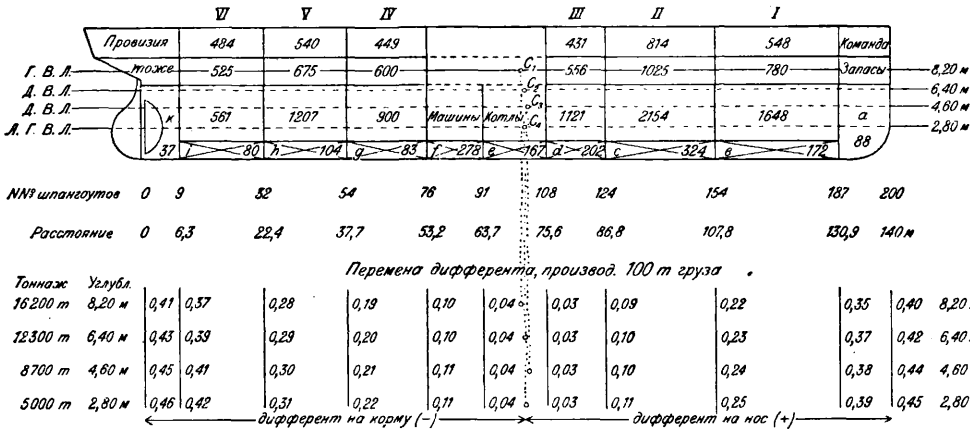 VI V IV III II I
Провизия 484 540 449 431 814 548 Команда
Г. В. Л. тоже 525 675 600 C₁ 556 1025 780 Запасы 8,20 м
Д. В. Л. C₂ 6,40 м
Д. В. Л. C₃ 4,60 м
к 561 1207 900 Машины Котлы 1121 2154 1648 а
Л. Г. В. Л. C₄ 2,80 м
88
37 i 80 h 104 g 83 f 278 e 167 d 202 c 324 в 172
NN⁰ шпангоутов 0 9 32 54 76 91 108 124 154 187 200
Расстояние 0 6,3 22,4 37,7 53,2 63,7 75,6 86,8 107,8 130,9 140 м
Перемена дифферента, производ. 100 т груза
Тоннаж Углубл.
16200 т 8,20 м 0,41 0,37 0,28 0,19 0,10 0,04 0,03 0,09 0,22 0,35 0,40 8,20
12300 т 6,40 м 0,43 0,39 0,29 0,20 0,10 0,04 0,03 0,10 0,23 0,37 0,42 6,40
8700 т 4,60 м 0,45 0,41 0,30 0,21 0,11 0,04 0,03 0,10 0,24 0,38 0,44 4,60
5000 т 2,80 м 0,46 0,42 0,31 0,22 0,11 0,04 0,03 0,11 0,25 0,39 0,45 2,80
дифферент на корму (-) дифферент на нос (+)